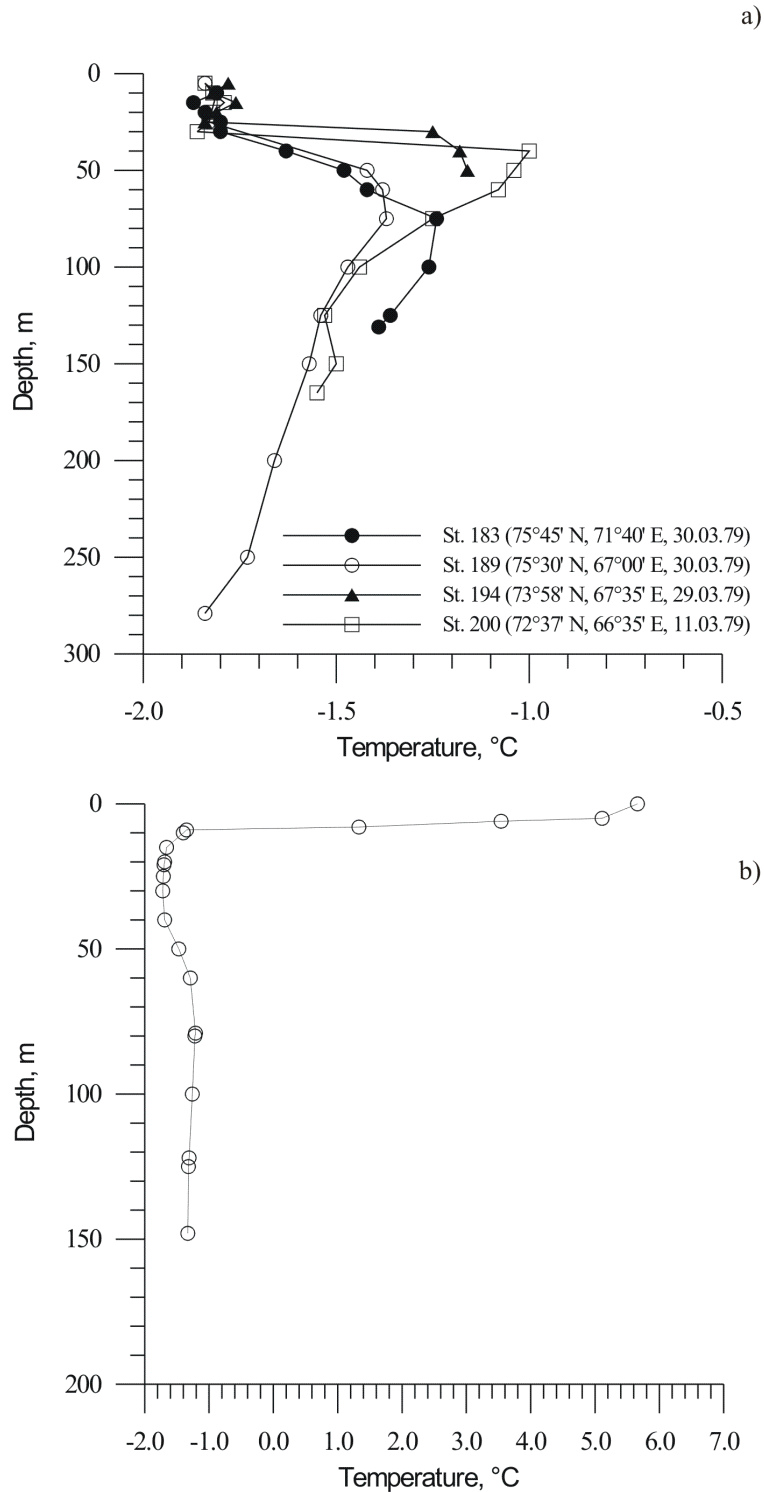 a)
0
50
100
150
200
250
300
Depth, m
St. 183 (75°45' N, 71°40' E, 30.03.79)
St. 189 (75°30' N, 67°00' E, 30.03.79)
St. 194 (73°58' N, 67°35' E, 29.03.79)
St. 200 (72°37' N, 66°35' E, 11.03.79)
-2.0 -1.5 -1.0 -0.5
Temperature, °C
b)
0
50
100
150
200
Depth, m
-2.0 -1.0 0.0 1.0 2.0 3.0 4.0 5.0 6.0 7.0
Temperature, °C